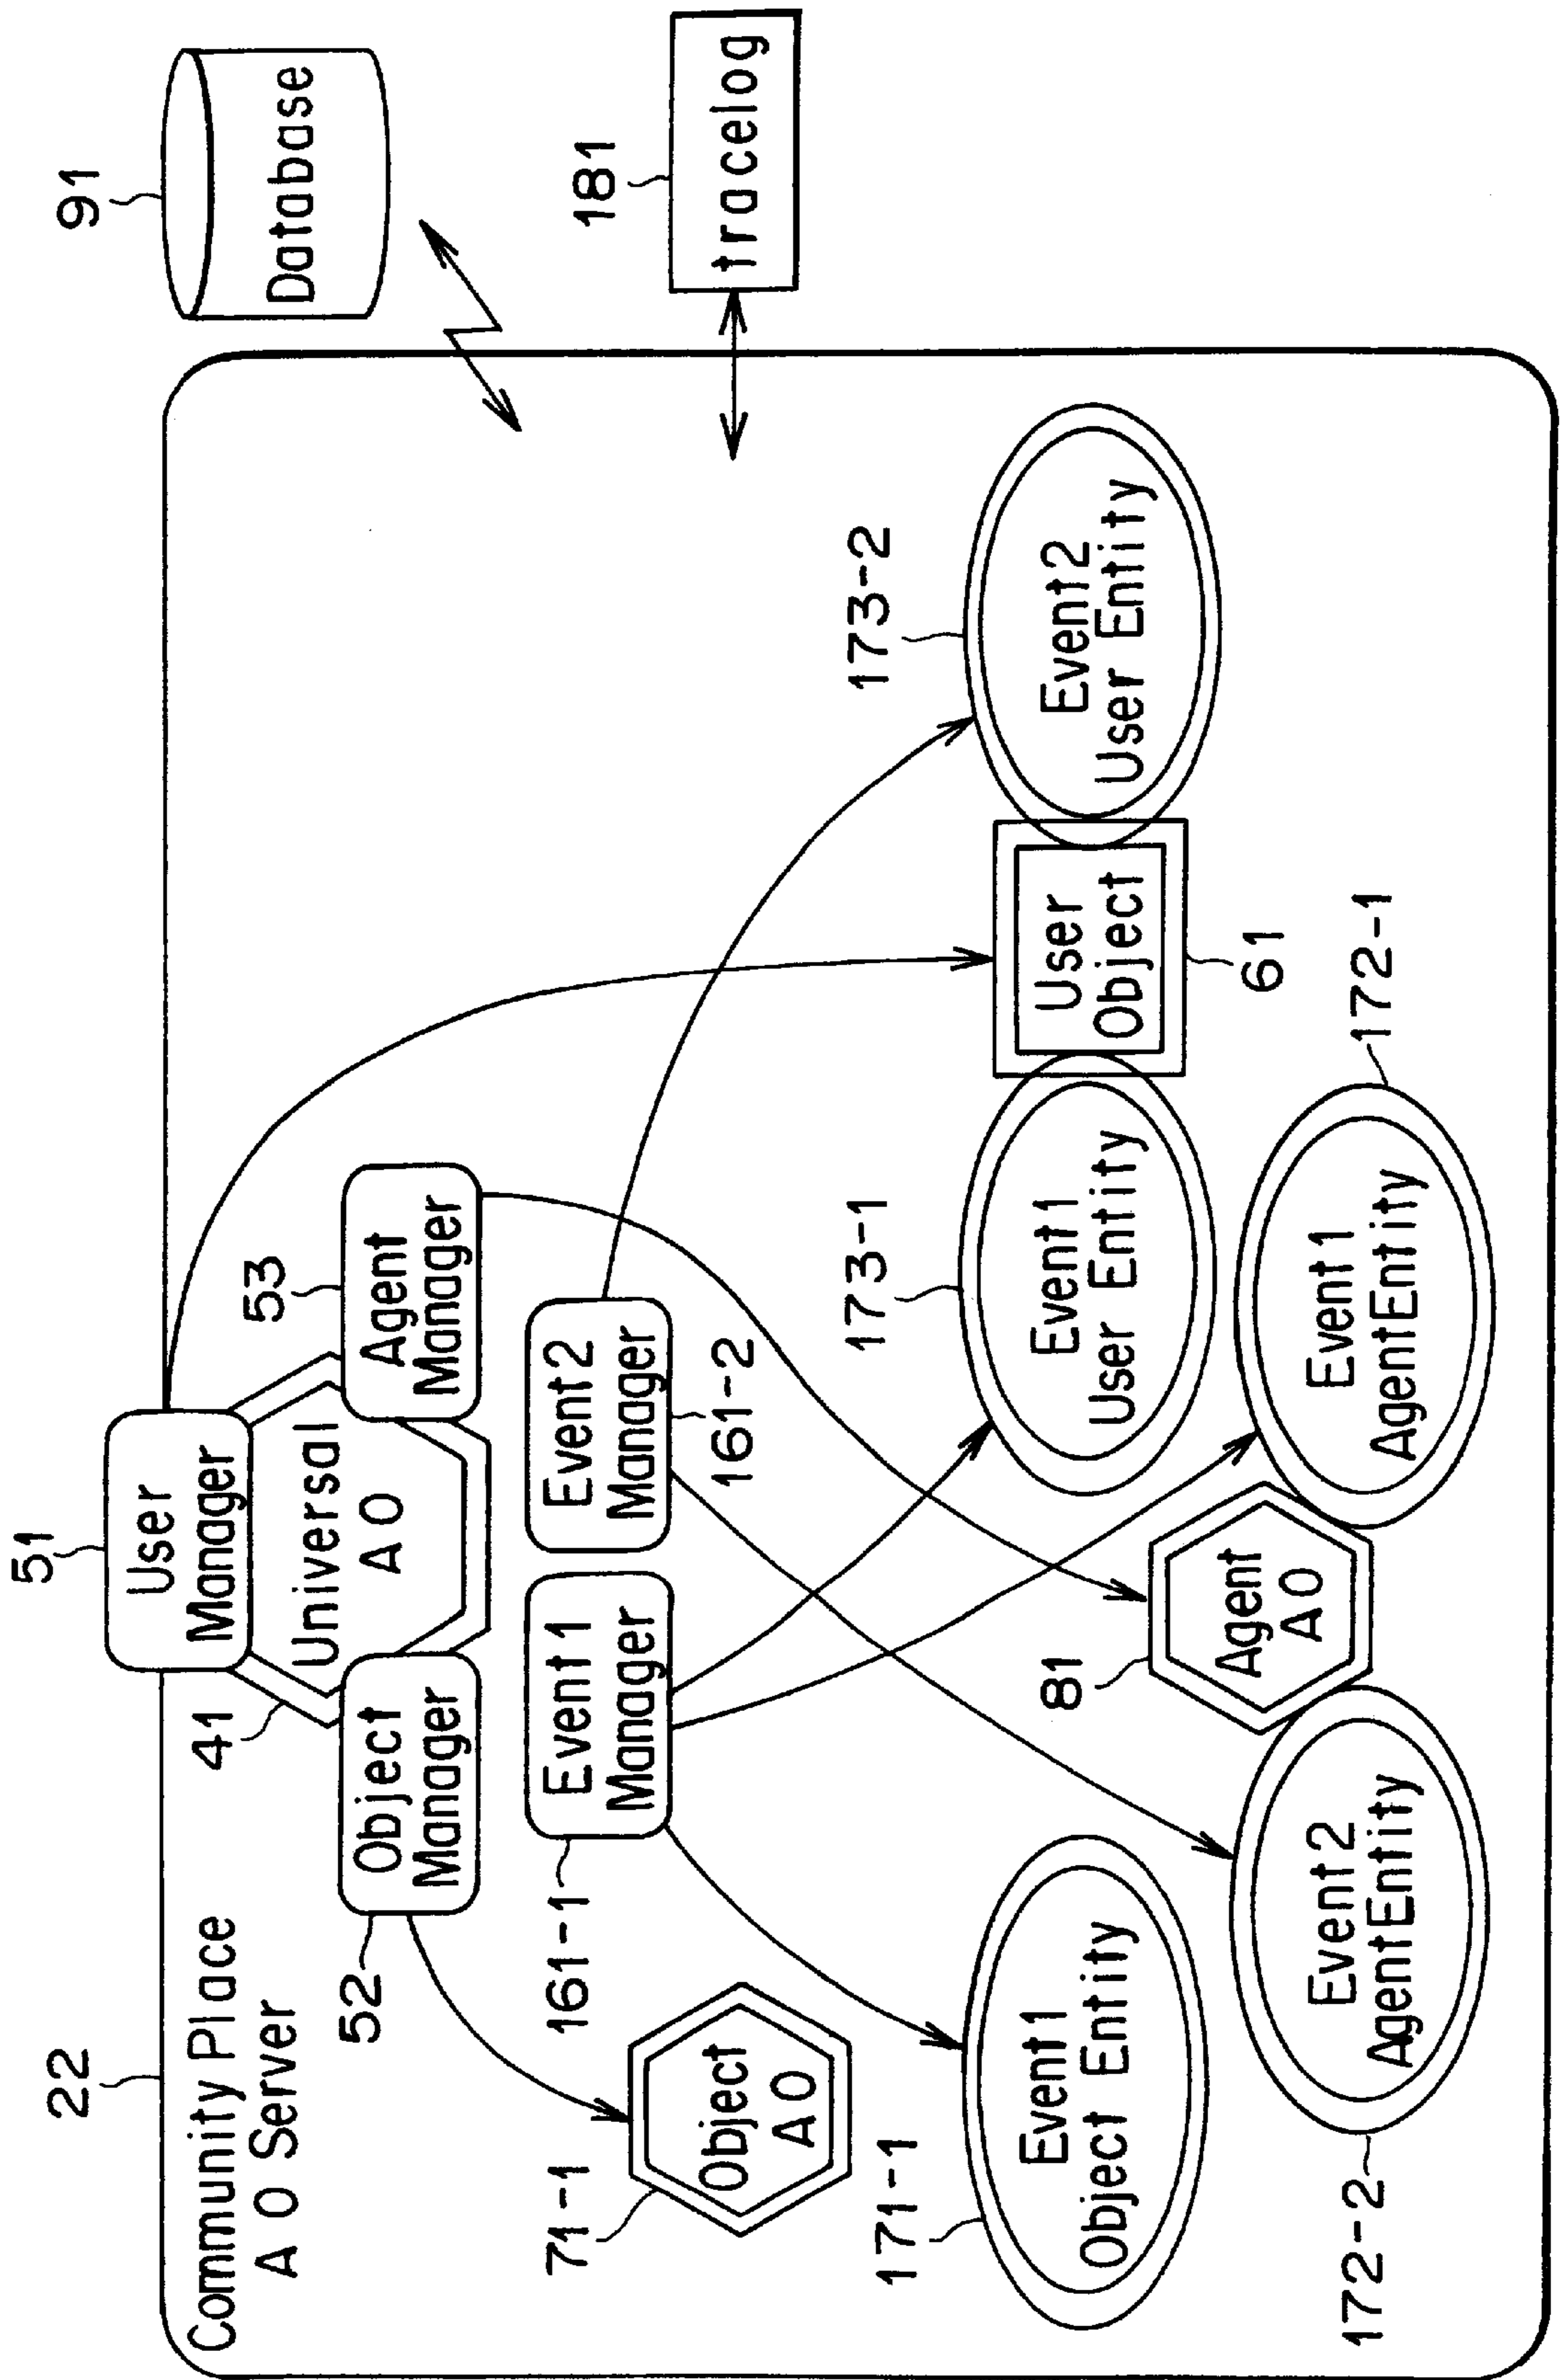 22
Community Place
A O Server
51
User
Manager
41
Universal
A O
52
Object
Manager
53
Agent
Manager
91
Database
181
tracelog
161-1
Event1
Manager
161-2
Event2
Manager
71-1
Object
A O
171-1
Event1
Object Entity
172-2
Event2
AgentEntity
81
Agent
A O
173-1
Event1
User Entity
172-1
Event1
AgentEntity
61
User
Object
173-2
Event2
User Entity